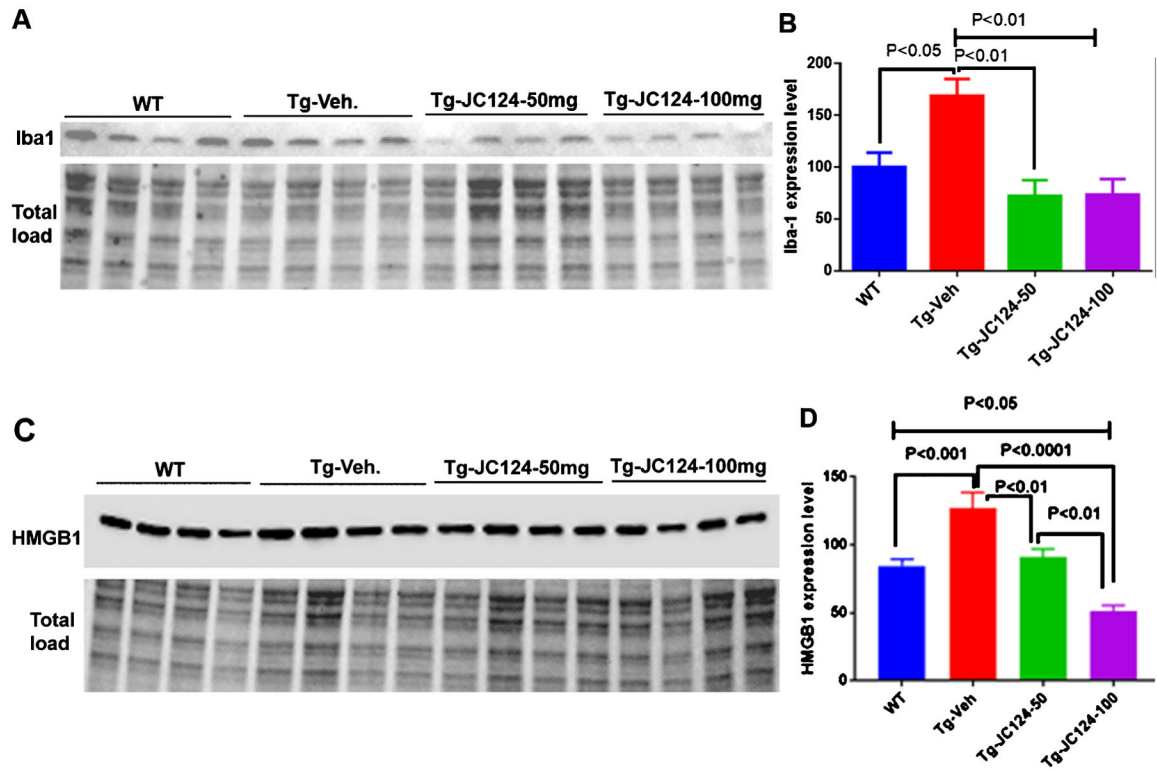 A
WT Tg-Veh. Tg-JC124-50mg Tg-JC124-100mg
Iba1
Total
load
B
P<0.01
P<0.05 P<0.01
200
150
100
50
0
Iba-1 expression level
WT
Tg-Veh
Tg-JC124-50
Tg-JC124-100
C
WT Tg-Veh. Tg-JC124-50mg Tg-JC124-100mg
HMGB1
Total
load
D
P<0.05
P<0.001 P<0.0001
P<0.01
P<0.01
150
100
50
0
HMGB1 expression level
WT
Tg-Veh
Tg-JC124-50
Tg-JC124-100